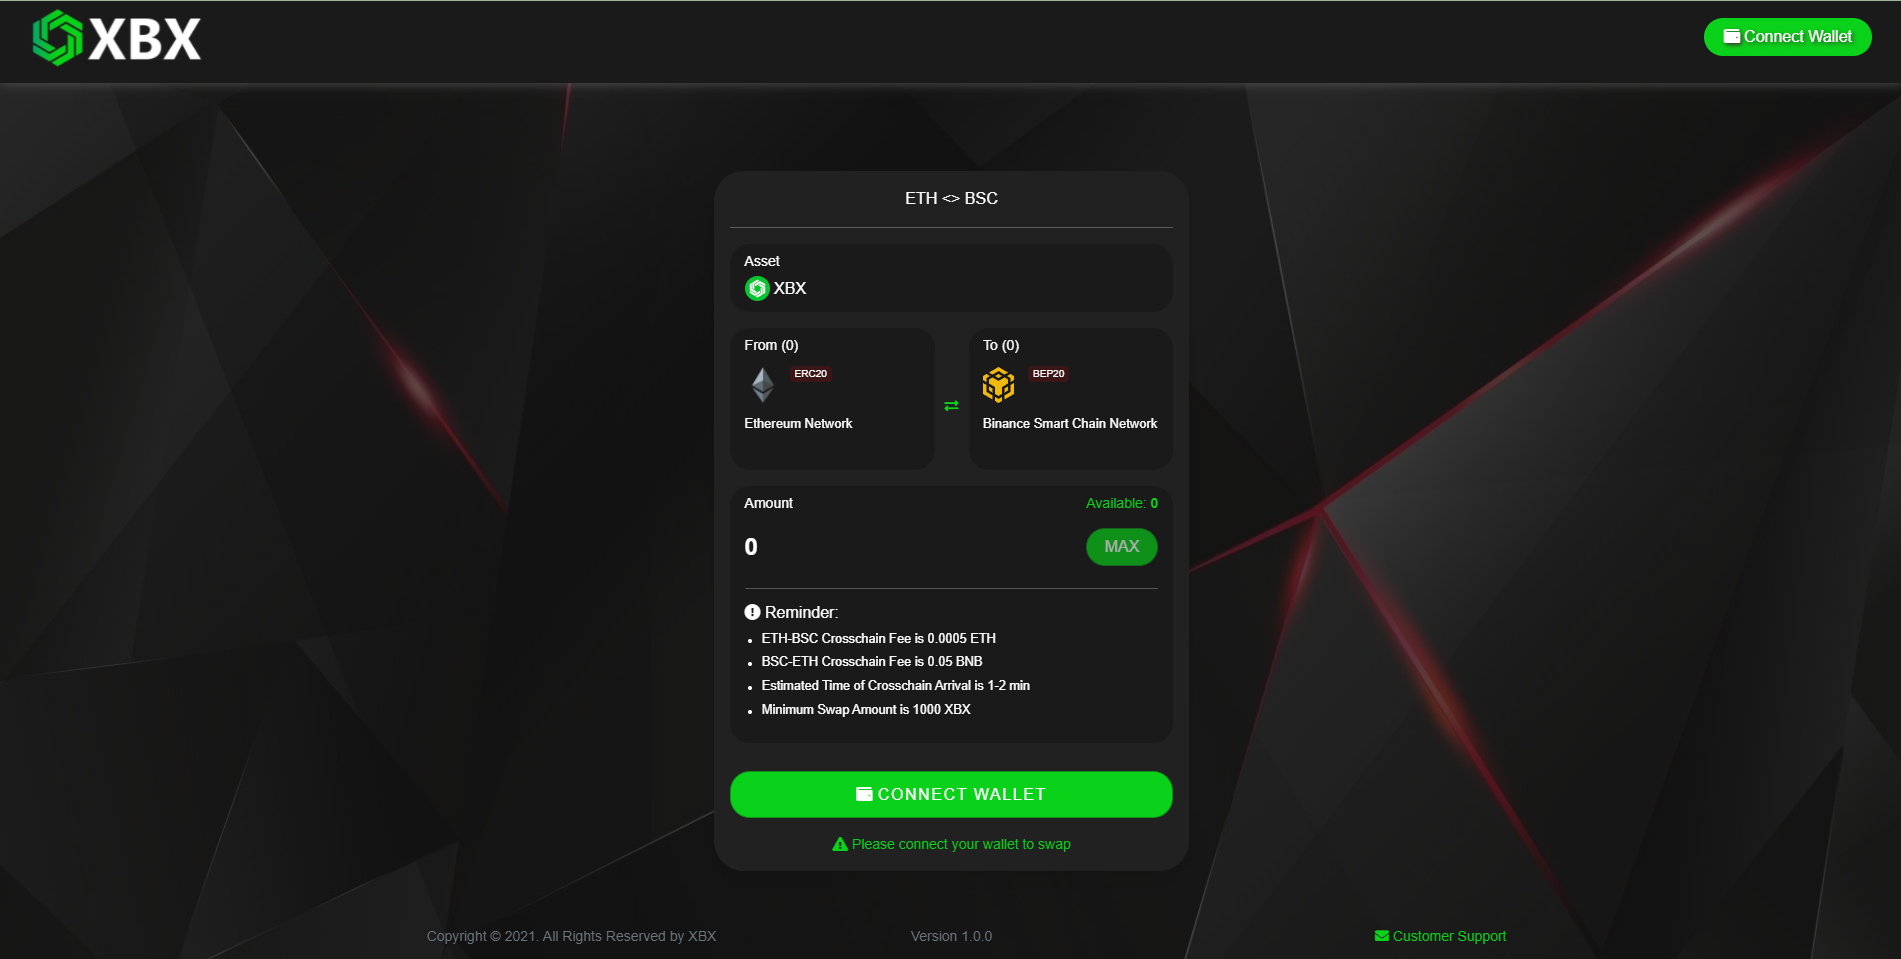 XBX
Connect Wallet
ETH <> BSC
Asset
XBX
From (0)
ERC20
Ethereum Network
To (0)
BEP20
Binance Smart Chain Network
Amount
Available: 0
0
MAX
Reminder:
ETH-BSC Crosschain Fee is 0.0005 ETH
BSC-ETH Crosschain Fee is 0.05 BNB
Estimated Time of Crosschain Arrival is 1-2 min
Minimum Swap Amount is 1000 XBX
CONNECT WALLET
Please connect your wallet to swap
Copyright © 2021. All Rights Reserved by XBX
Version 1.0.0
Customer Support